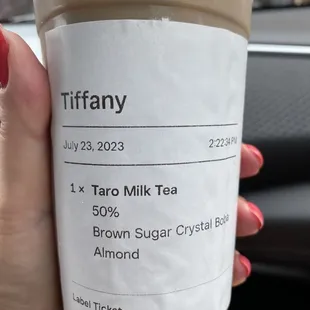 Tiffany
July 23, 2023 2:22:34 PM
1 x Taro Milk Tea
50%
Brown Sugar Crystal Boba
Almond
Label Ticket